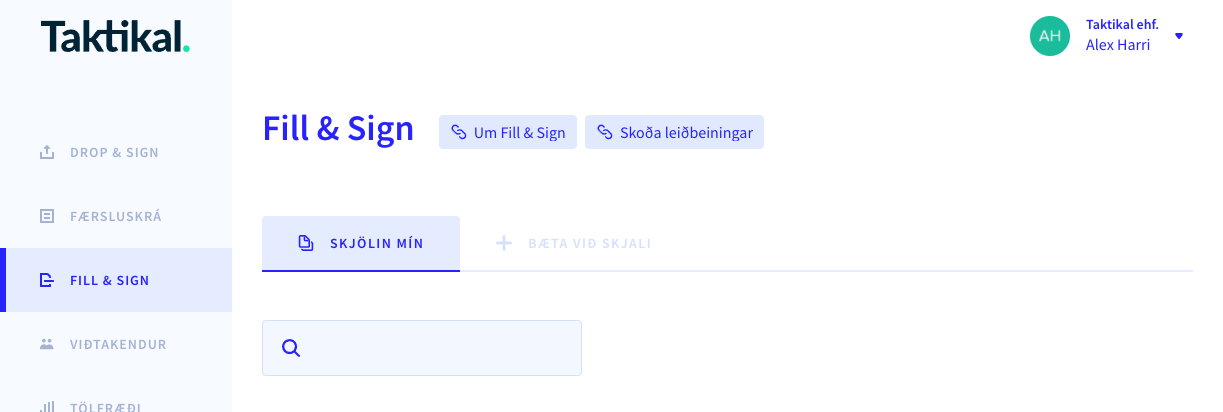 Taktikal.
AH
Taktikal ehf.
Alex Harri
DROP & SIGN
FÆRSLUSKRÁ
FILL & SIGN
VIÐTAKENDUR
TÖLFRÆÐI
Fill & Sign
Um Fill & Sign
Skoða leiðbeiningar
SKJÖLIN MÍN
BÆTA VIÐ SKJALI